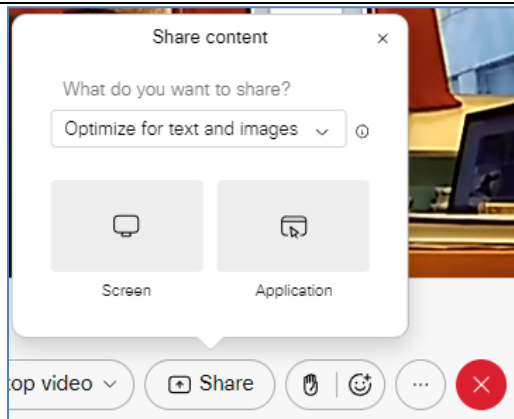 Share content
What do you want to share?
Optimize for text and images
Screen
Application
top video
Share